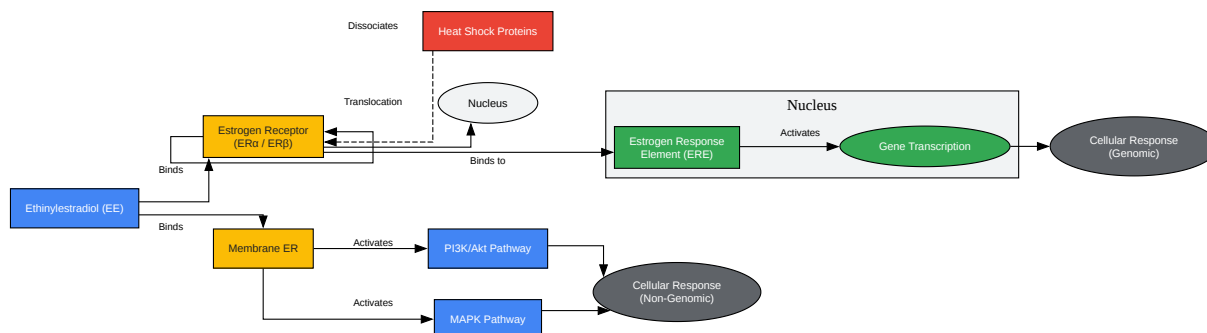 Dissociates
Heat Shock Proteins
Translocation
Nucleus
Nucleus
Estrogen Receptor
(ERα / ERβ)
Binds
Binds to
Estrogen Response
Element (ERE)
Activates
Gene Transcription
Cellular Response
(Genomic)
Ethinylestradiol (EE)
Binds
Membrane ER
Activates
PI3K/Akt Pathway
Activates
MAPK Pathway
Cellular Response
(Non-Genomic)